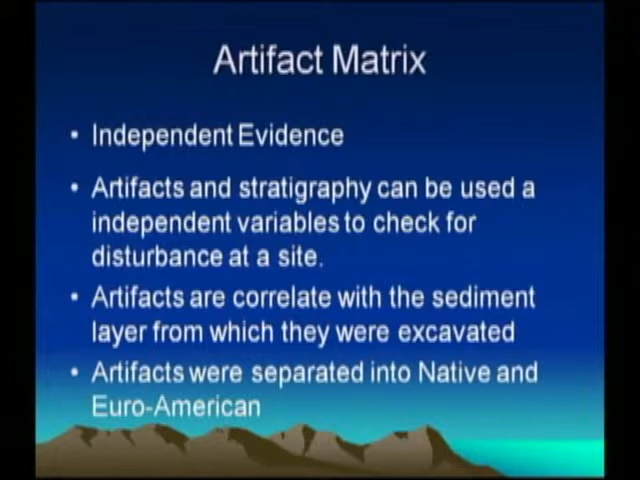 Artifact Matrix
• Independent Evidence
• Artifacts and stratigraphy can be used a
independent variables to check for
disturbance at a site.
• Artifacts are correlate with the sediment
layer from which they were excavated
• Artifacts were separated into Native and
Euro-American